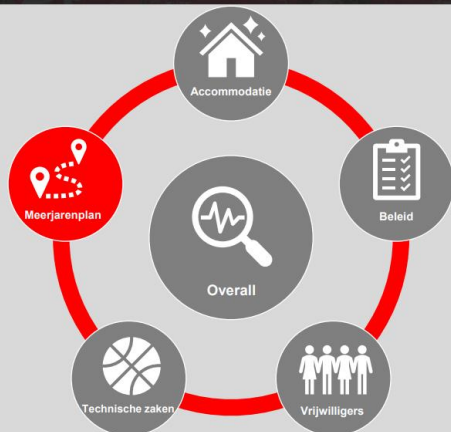 Accommodatie
Meerjarenplan
Beleid
Overall
Technische zaken
Vrijwilligers